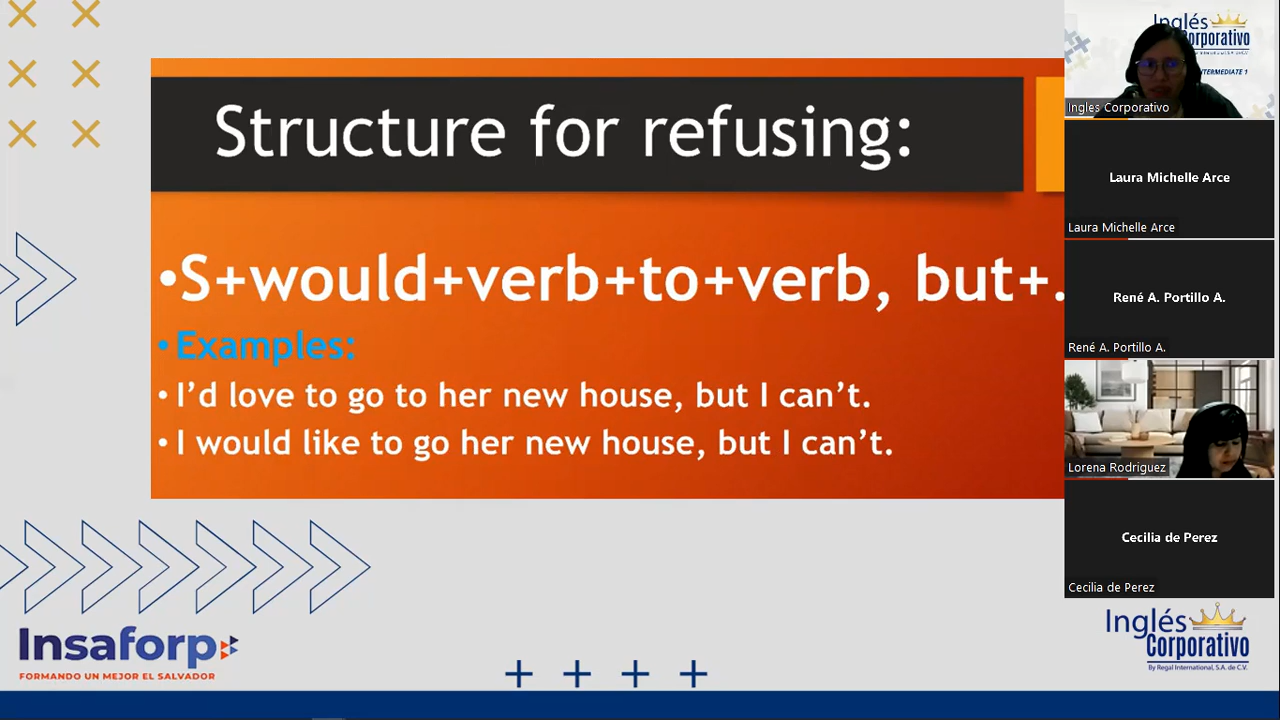 Structure for refusing:
•S+would+verb+to+verb, but+.
• Examples:
• I’d love to go to her new house, but I can’t.
• I would like to go her new house, but I can’t.
Insaforp
FORMANDO UN MEJOR EL SALVADOR
Inglés
Corporativo
INTERMEDIATE 1
Ingles Corporativo
Laura Michelle Arce
Laura Michelle Arce
René A. Portillo A.
René A. Portillo A.
Lorena Rodriguez
Cecilia de Perez
Cecilia de Perez
Inglés
Corporativo
By Regal International, S.A. de C.V.